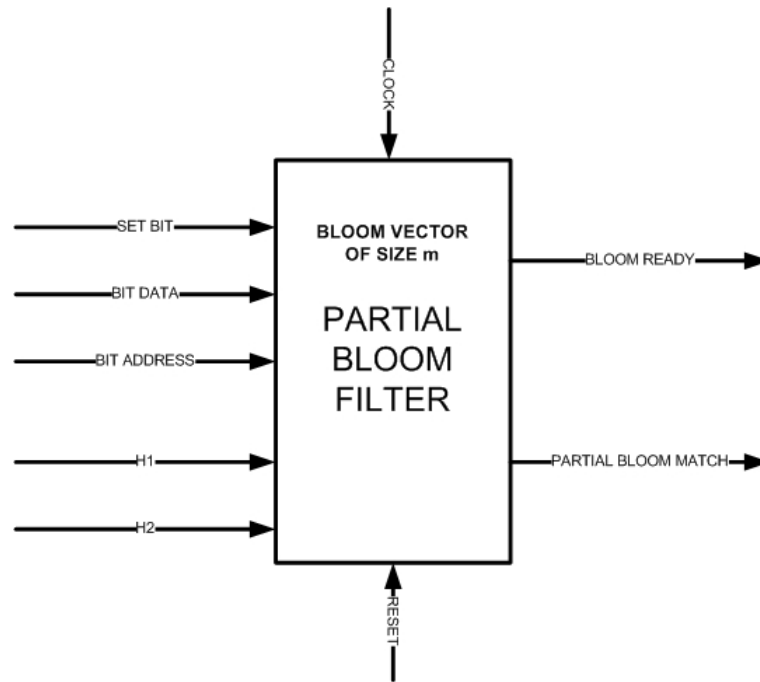 CLOCK
SET BIT
BIT DATA
BIT ADDRESS
H1
H2
BLOOM VECTOR
OF SIZE m
PARTIAL
BLOOM
FILTER
BLOOM READY
PARTIAL BLOOM MATCH
RESET